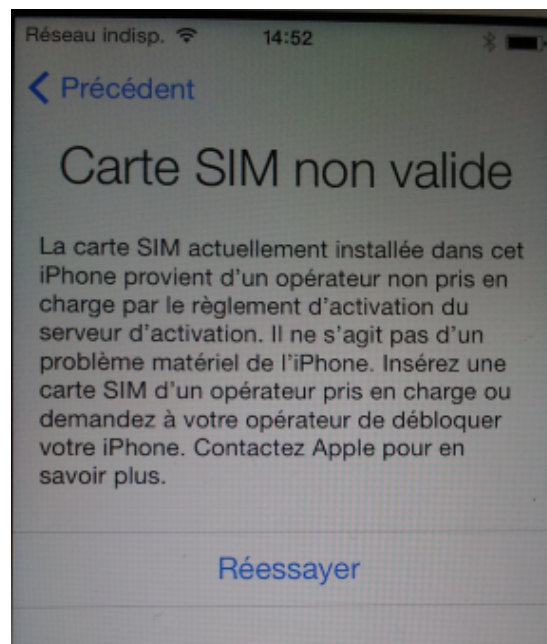 Réseau indisp. 14:52
Précédent
Carte SIM non valide
La carte SIM actuellement installée dans cet
iPhone provient d'un opérateur non pris en
charge par le règlement d'activation du
serveur d'activation. Il ne s'agit pas d'un
problème matériel de l'iPhone. Insérez une
carte SIM d'un opérateur pris en charge ou
demandez à votre opérateur de débloquer
votre iPhone. Contactez Apple pour en
savoir plus.
Réessayer